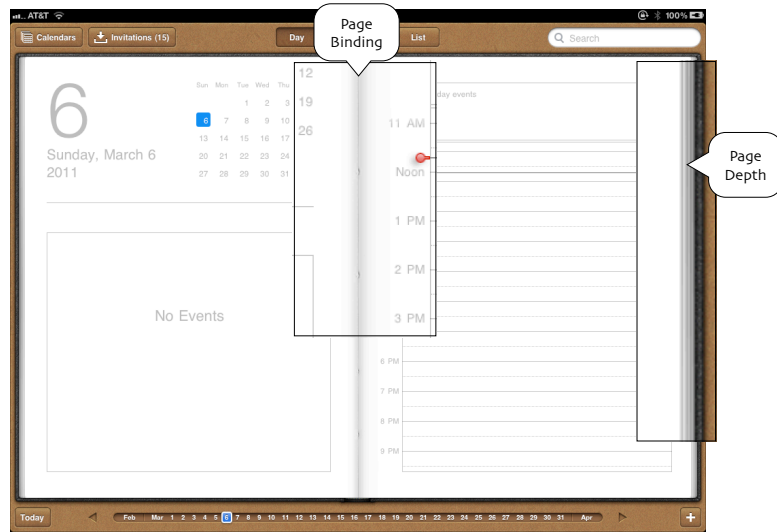 AT&T
100%
Calendars
Invitations (15)
Day
List
Search
Page
Binding
6
Sunday, March 6
2011
Sun Mon Tue Wed Thu
1 2 3
6 7 8 9 10
13 14 15 16 17
20 21 22 23 24
27 28 29 30 31
12
19
26
day events
11 AM
Noon
1 PM
2 PM
3 PM
6 PM
7 PM
8 PM
9 PM
Page
Depth
No Events
Today
Feb Mar 1 2 3 4 5 6 7 8 9 10 11 12 13 14 15 16 17 18 19 20 21 22 23 24 25 26 27 28 29 30 31 Apr
+